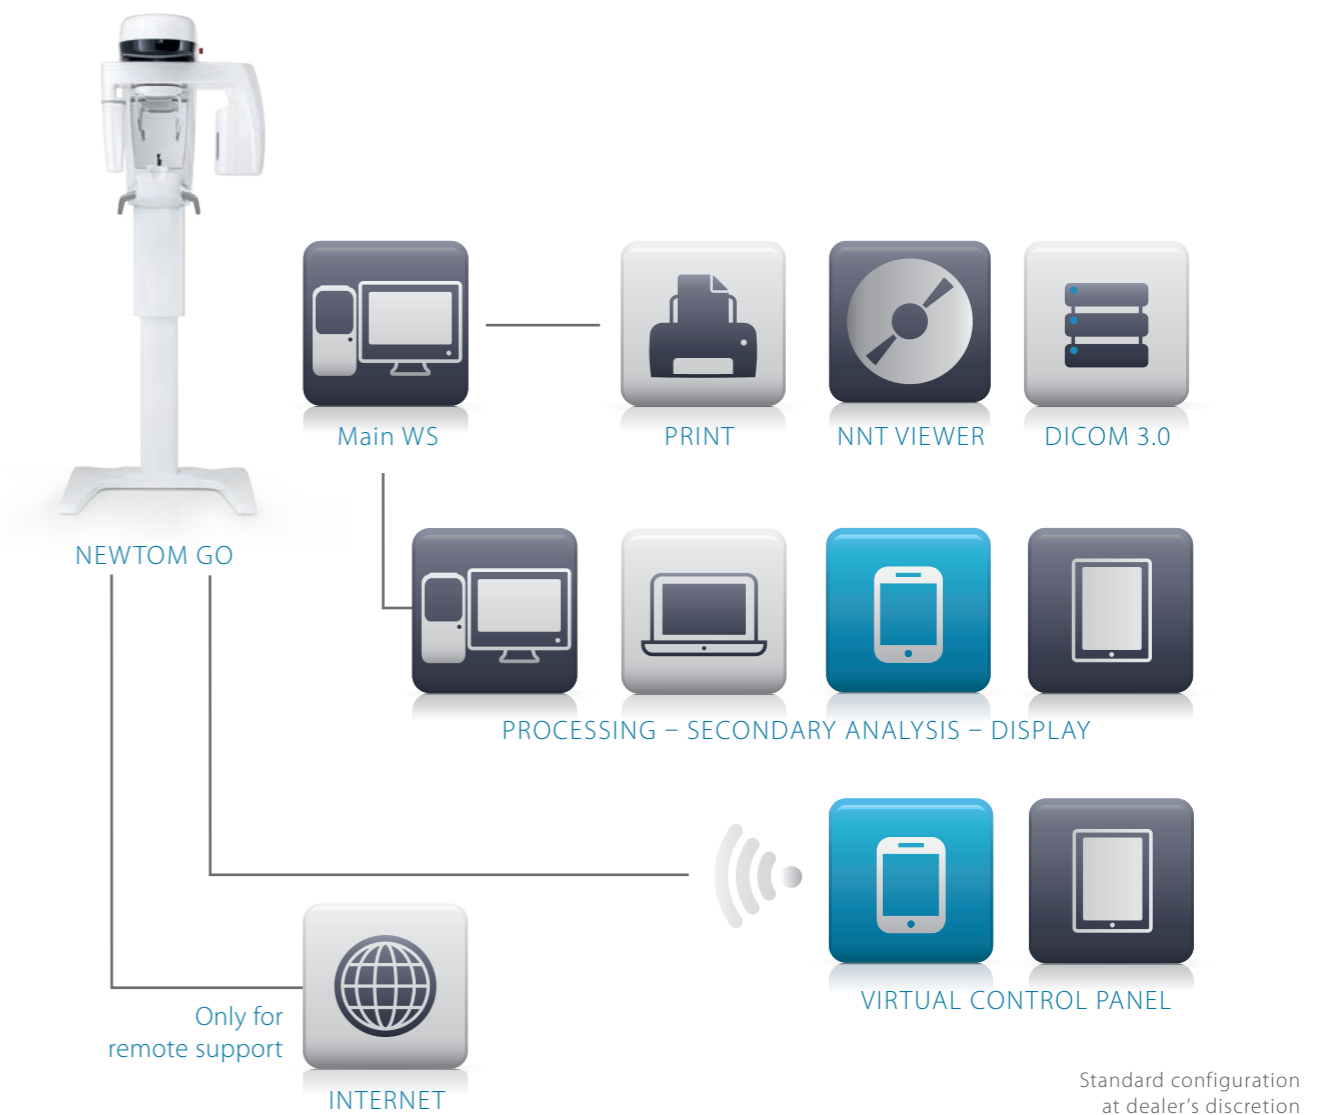 Main WS
PRINT
NNT VIEWER
DICOM 3.0
NEWTOM GO
PROCESSING – SECONDARY ANALYSIS – DISPLAY
VIRTUAL CONTROL PANEL
Only for
remote support
INTERNET
Standard configuration
at dealer's discretion